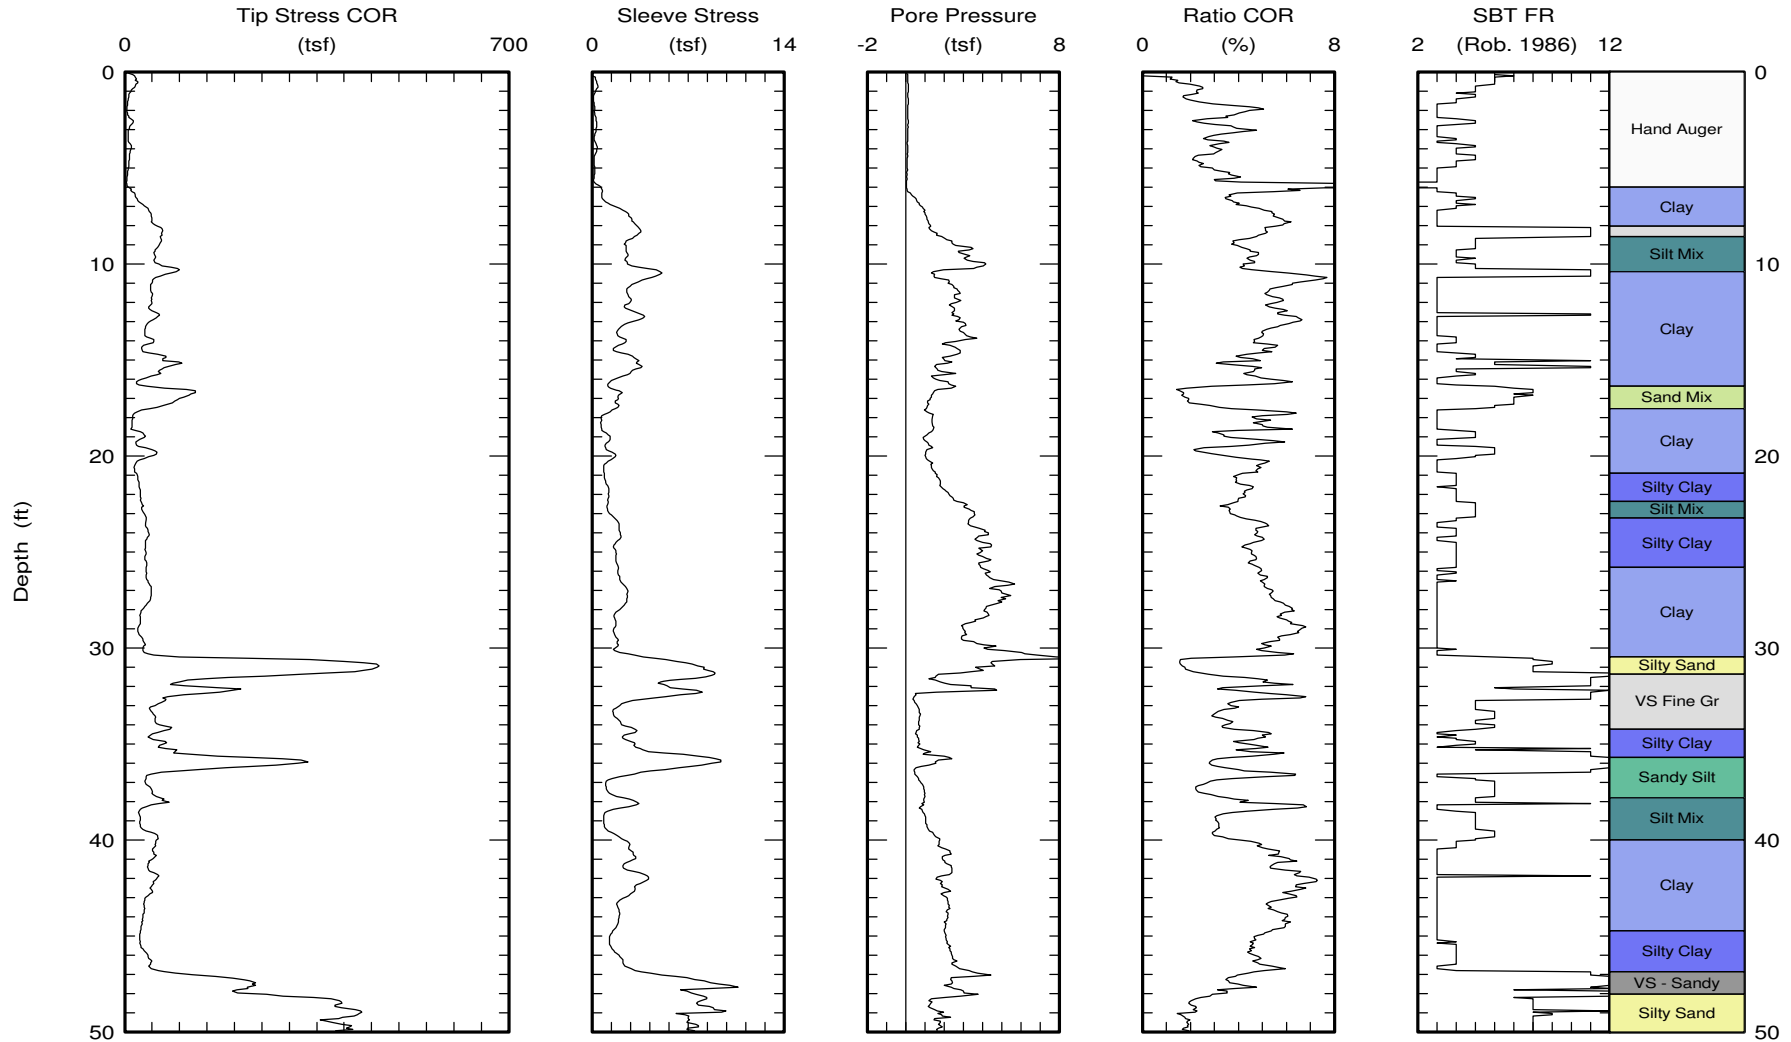 Tip Stress COR
(tsf)
0 700
Sleeve Stress
(tsf)
0 14
Pore Pressure
(tsf)
-2 8
Ratio COR
(%)
0 8
SBT FR
(Rob. 1986)
2 12
Depth (ft)
0
10
20
30
40
50
Hand Auger
Clay
Silt Mix
Clay
Sand Mix
Clay
Silty Clay
Silt Mix
Silty Clay
Clay
Silty Sand
VS Fine Gr
Silty Clay
Sandy Silt
Silt Mix
Clay
Silty Clay
VS - Sandy
Silty Sand
0
10
20
30
40
50